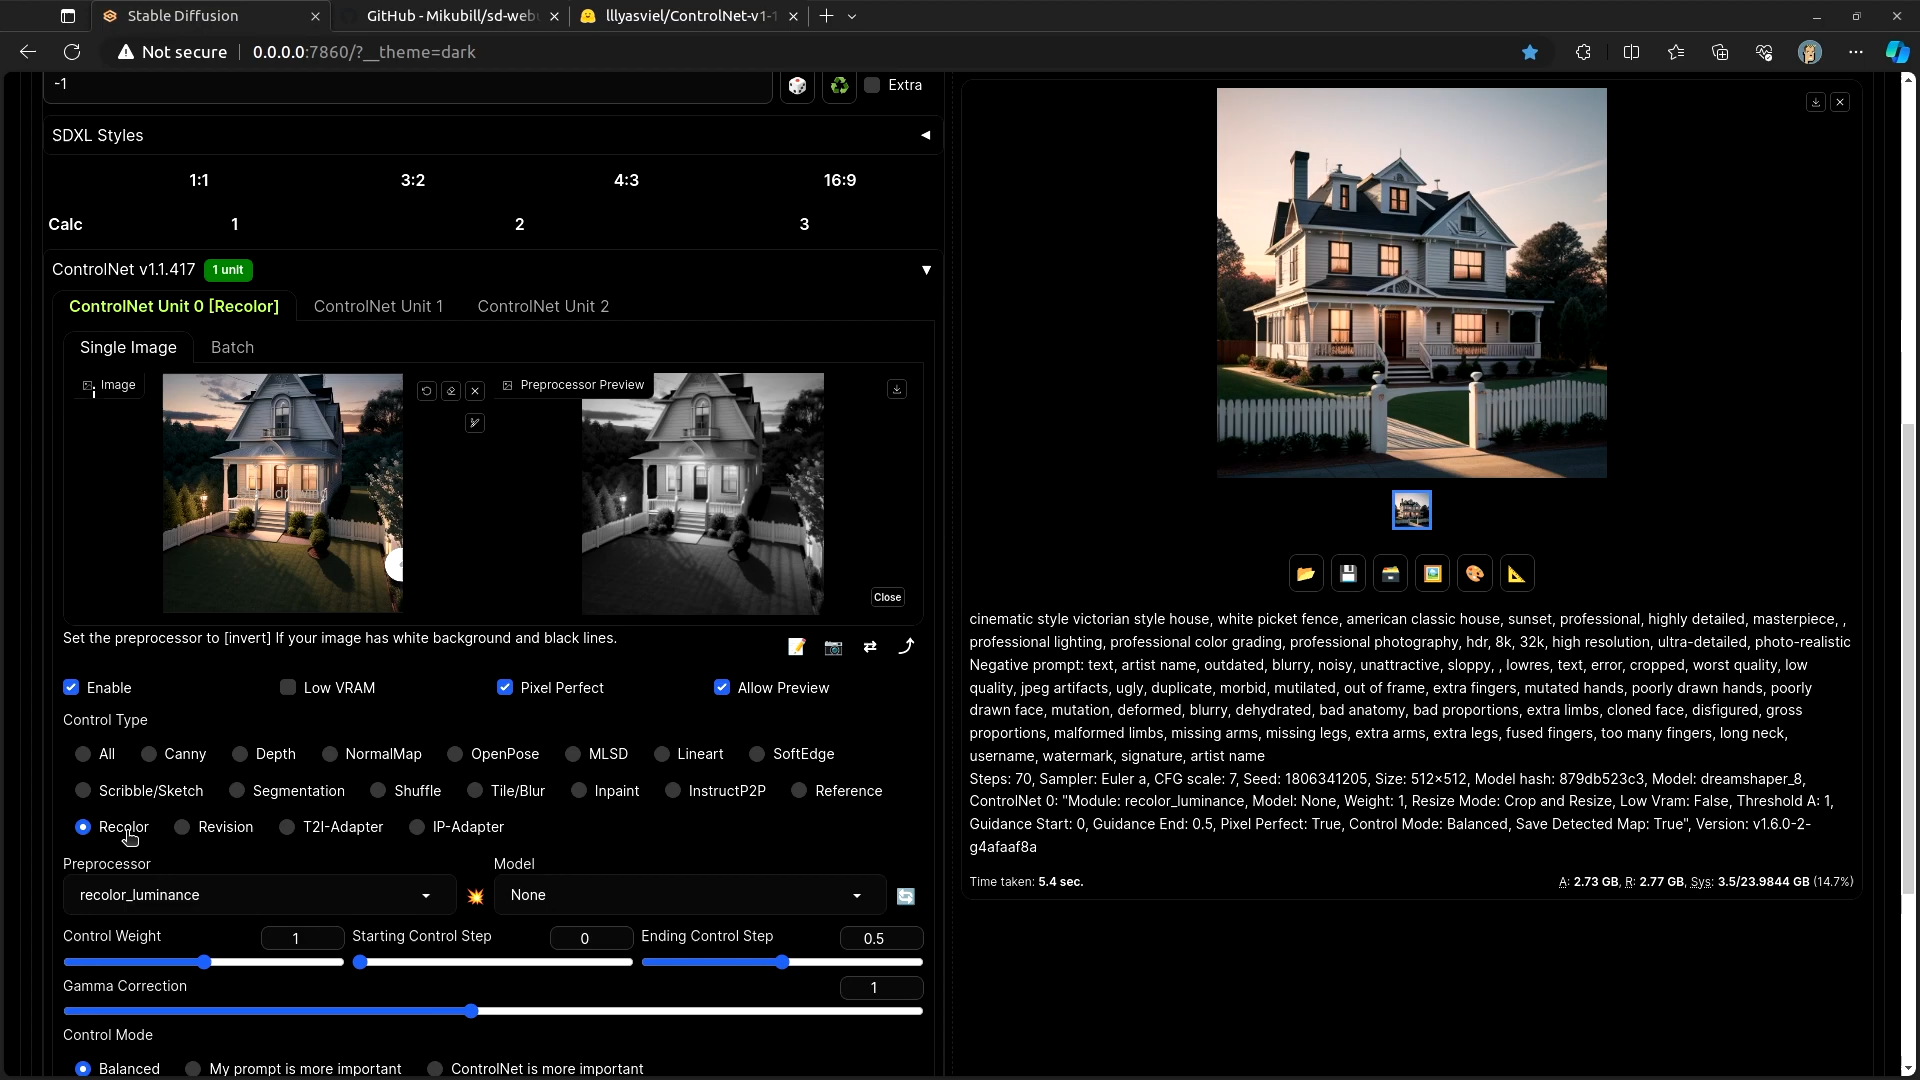 Stable Diffusion
GitHub - Mikubill/sd-webu
lllyasviel/ControlNet-v1-1
Not secure
0.0.0.0:7860/?__theme=dark
-1
Extra
SDXL Styles
1:1 3:2 4:3 16:9
Calc 1 2 3
ControlNet v1.1.417 1 unit
ControlNet Unit 0 [Recolor] ControlNet Unit 1 ControlNet Unit 2
Single Image Batch
Image
Preprocessor Preview
Start drawing
Close
Set the preprocessor to [invert] If your image has white background and black lines.
Enable Low VRAM Pixel Perfect Allow Preview
Control Type
All Canny Depth NormalMap OpenPose MLSD Lineart SoftEdge
Scribble/Sketch Segmentation Shuffle Tile/Blur Inpaint InstructP2P Reference
Recolor Revision T2I-Adapter IP-Adapter
Preprocessor Model
recolor_luminance None
Control Weight 1 Starting Control Step 0 Ending Control Step 0.5
Gamma Correction 1
Control Mode
Balanced My prompt is more important ControlNet is more important
cinematic style victorian style house, white picket fence, american classic house, sunset, professional, highly detailed, masterpiece, ,
professional lighting, professional color grading, professional photography, hdr, 8k, 32k, high resolution, ultra-detailed, photo-realistic
Negative prompt: text, artist name, outdated, blurry, noisy, unattractive, sloppy, , lowres, text, error, cropped, worst quality, low
quality, jpeg artifacts, ugly, duplicate, morbid, mutilated, out of frame, extra fingers, mutated hands, poorly drawn hands, poorly
drawn face, mutation, deformed, blurry, dehydrated, bad anatomy, bad proportions, extra limbs, cloned face, disfigured, gross
proportions, malformed limbs, missing arms, missing legs, extra arms, extra legs, fused fingers, too many fingers, long neck,
username, watermark, signature, artist name
Steps: 70, Sampler: Euler a, CFG scale: 7, Seed: 1806341205, Size: 512×512, Model hash: 879db523c3, Model: dreamshaper_8,
ControlNet 0: "Module: recolor_luminance, Model: None, Weight: 1, Resize Mode: Crop and Resize, Low Vram: False, Threshold A: 1,
Guidance Start: 0, Guidance End: 0.5, Pixel Perfect: True, Control Mode: Balanced, Save Detected Map: True", Version: v1.6.0-2-
g4afaaf8a
Time taken: 5.4 sec.
A: 2.73 GB, R: 2.77 GB, Sys: 3.5/23.9844 GB (14.7%)